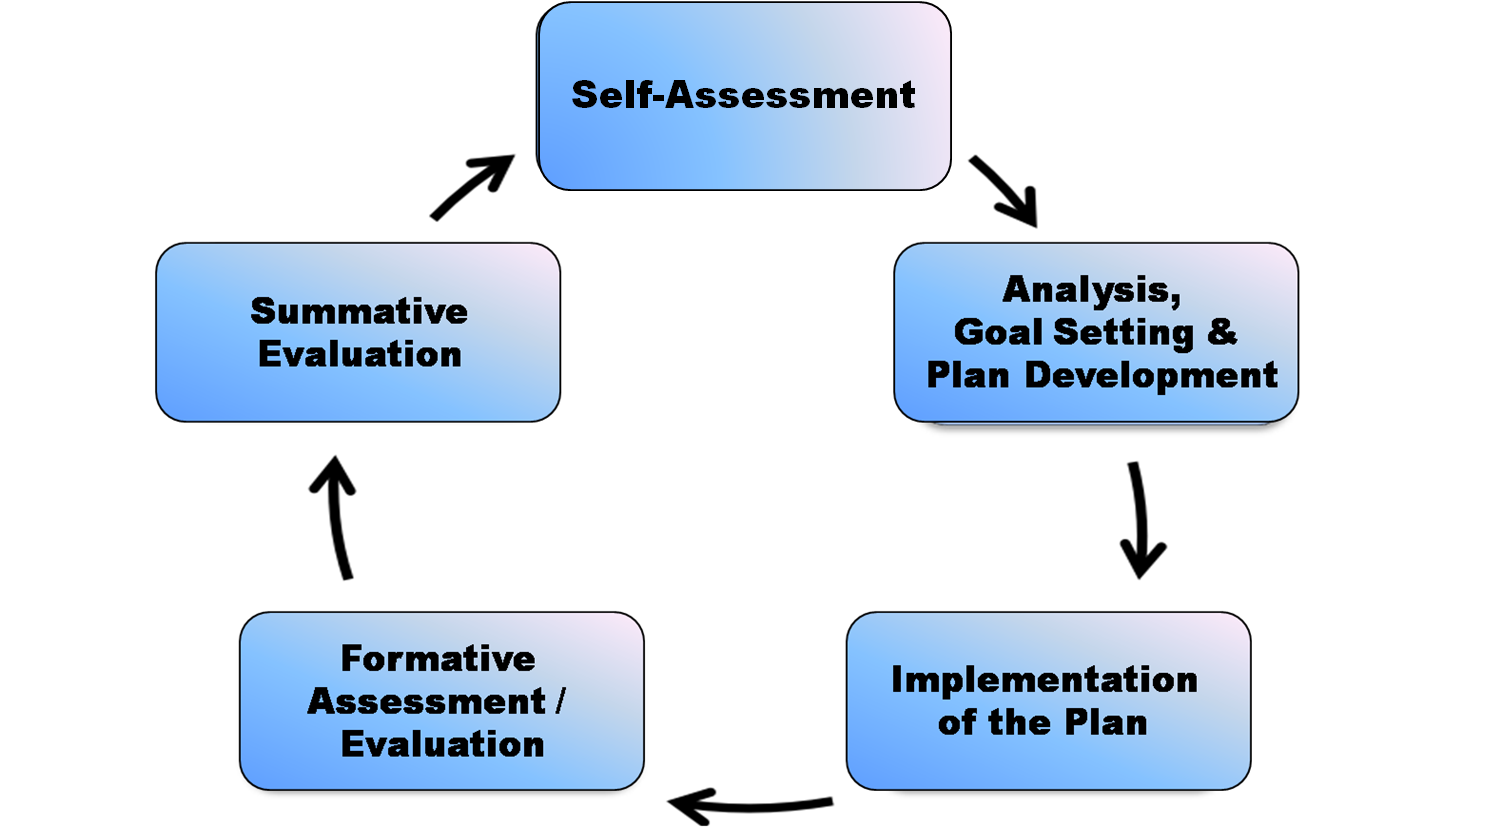 Self-Assessment
Analysis,
Goal Setting &
Plan Development
Implementation
of the Plan
Formative
Assessment /
Evaluation
Summative
Evaluation